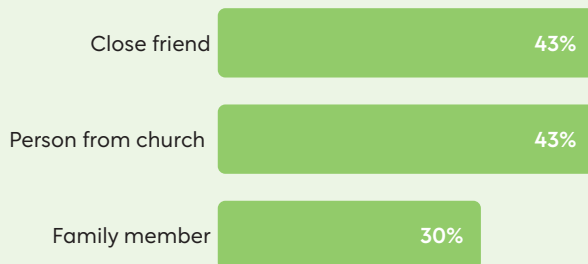 Close friend 43%
Person from church 43%
Family member 30%